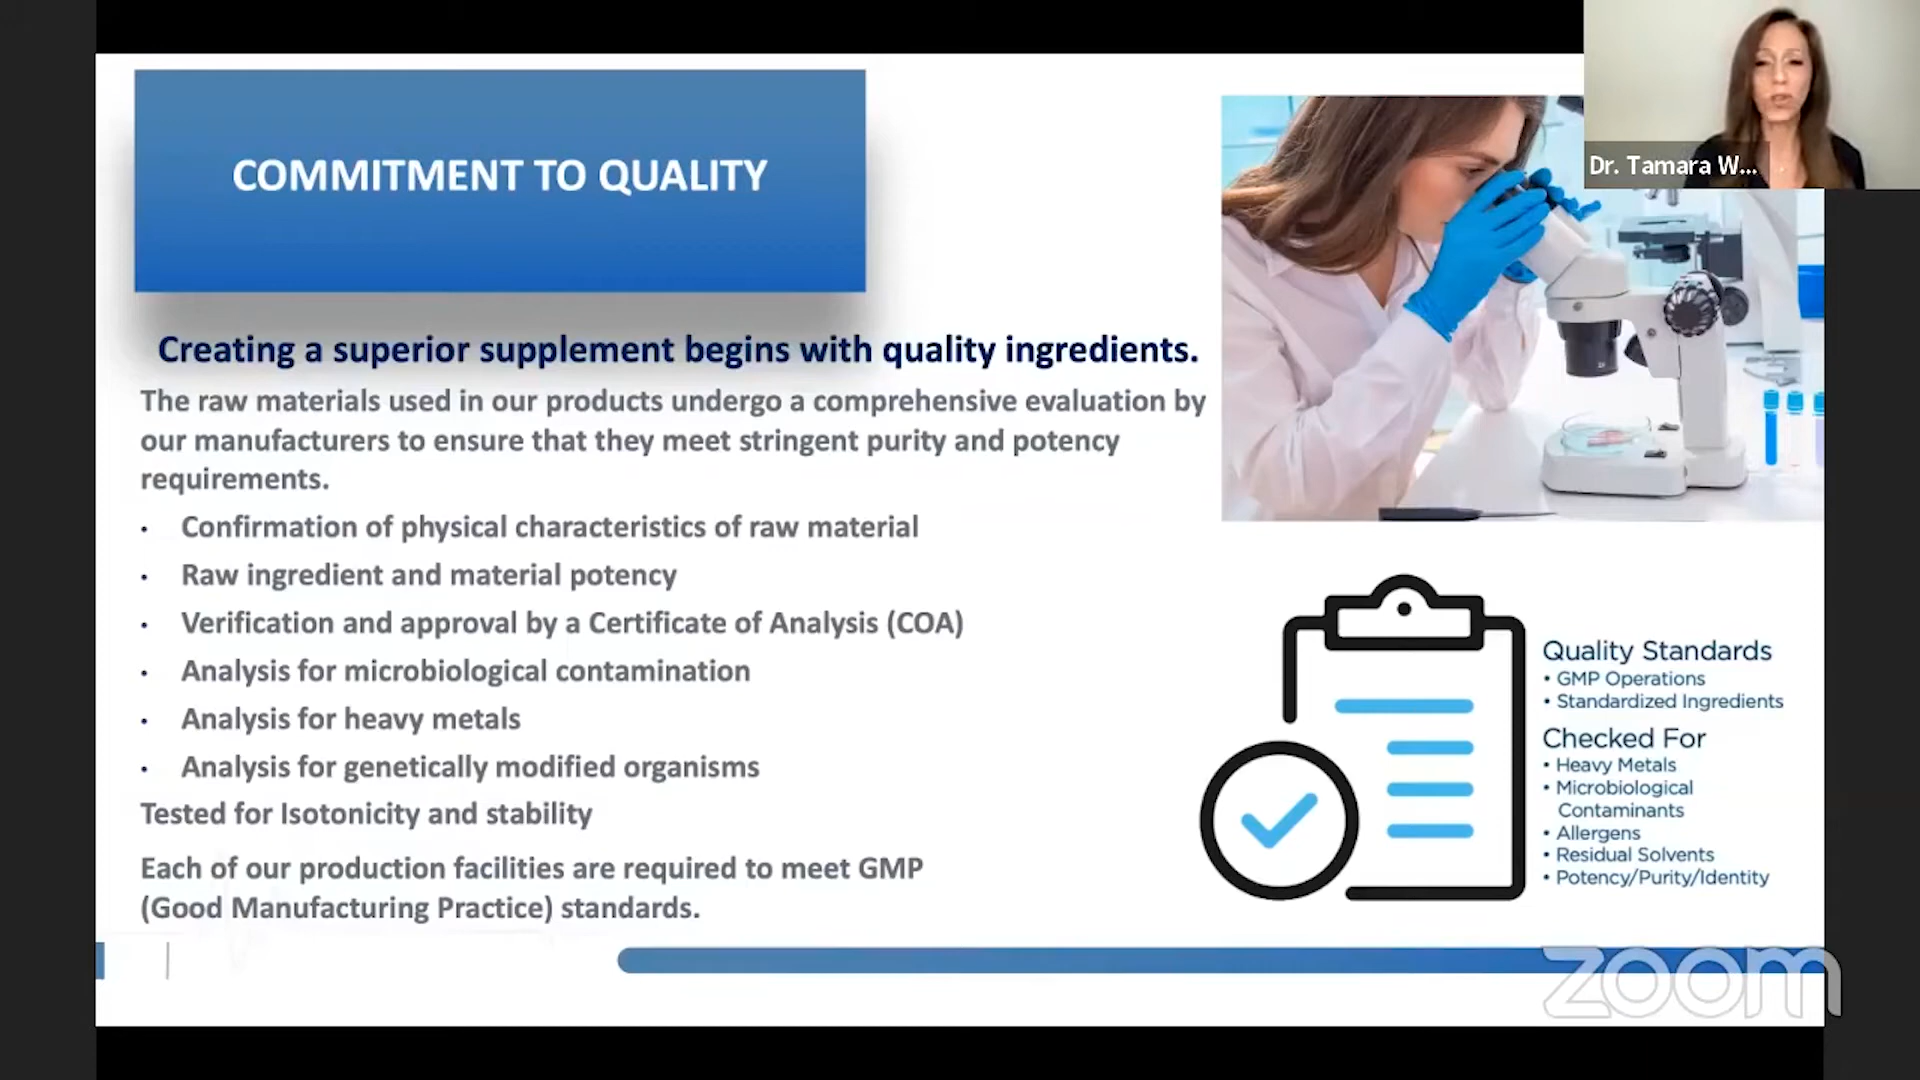 COMMITMENT TO QUALITY
Creating a superior supplement begins with quality ingredients.
The raw materials used in our products undergo a comprehensive evaluation by
our manufacturers to ensure that they meet stringent purity and potency
requirements.
• Confirmation of physical characteristics of raw material
• Raw ingredient and material potency
• Verification and approval by a Certificate of Analysis (COA)
• Analysis for microbiological contamination
• Analysis for heavy metals
• Analysis for genetically modified organisms
Tested for Isotonicity and stability
Each of our production facilities are required to meet GMP
(Good Manufacturing Practice) standards.
Dr. Tamara W...
Quality Standards
• GMP Operations
• Standardized Ingredients
Checked For
• Heavy Metals
• Microbiological
Contaminants
• Allergens
• Residual Solvents
• Potency/Purity/Identity
zoom